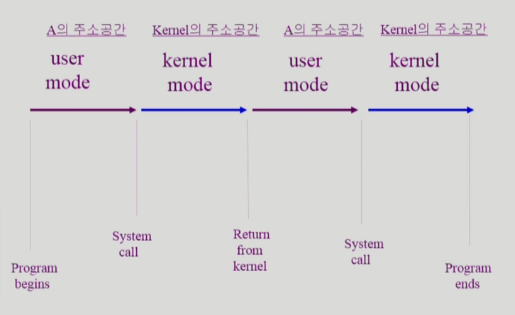 A의 주소공간
Kernel의 주소공간
A의 주소공간
Kernel의 주소공간
user
mode
kernel
mode
user
mode
kernel
mode
Program
begins
System
call
Return
from
kernel
System
call
Program
ends